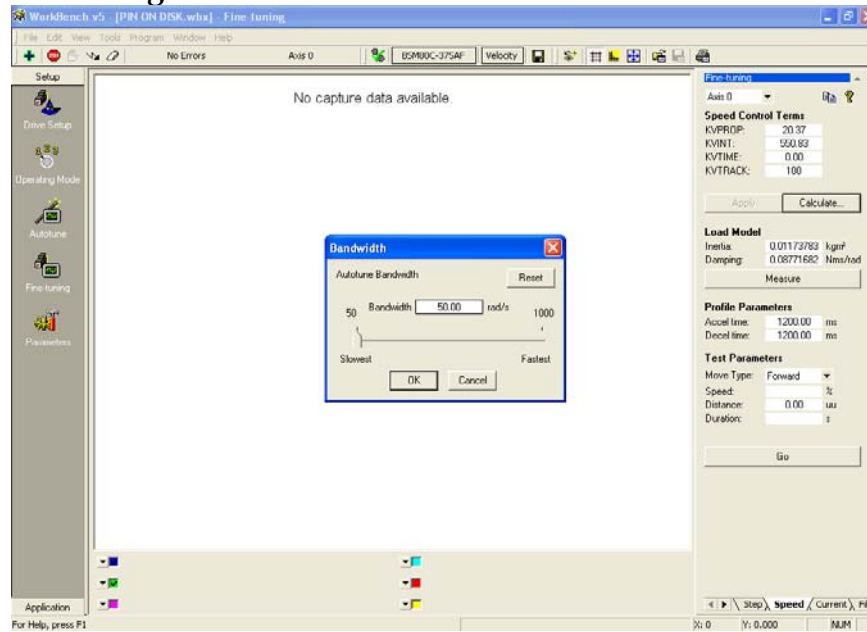 WorkBench v5 - [PIN ON DISK.wbx] - Fine-tuning
File Edit View Tools Program Window Help
No Errors
Axis 0
BSM80C-375AF
Velocity
Setup
Drive Setup
Operating Mode
Autotune
Fine-tuning
Parameters
Application
No capture data available.
Bandwidth
Autotune Bandwidth
Reset
50 Bandwidth 50.00 rad/s 1000
Slowest Fastest
OK Cancel
Fine-tuning
Axis 0
Speed Control Terms
KVPROP: 20.37
KVINT: 550.83
KVTIME: 0.00
KVTRACK: 100
Apply Calculate...
Load Model
Inertia: 0.01173783 kgm²
Damping: 0.08771682 Nms/rad
Measure
Profile Parameters
Accel time: 1200.00 ms
Decel time: 1200.00 ms
Test Parameters
Move Type: Forward
Speed: %
Distance: 0.00 uu
Duration: s
Go
Step Speed Current
For Help, press F1
X: 0 Y: 0.000 NUM